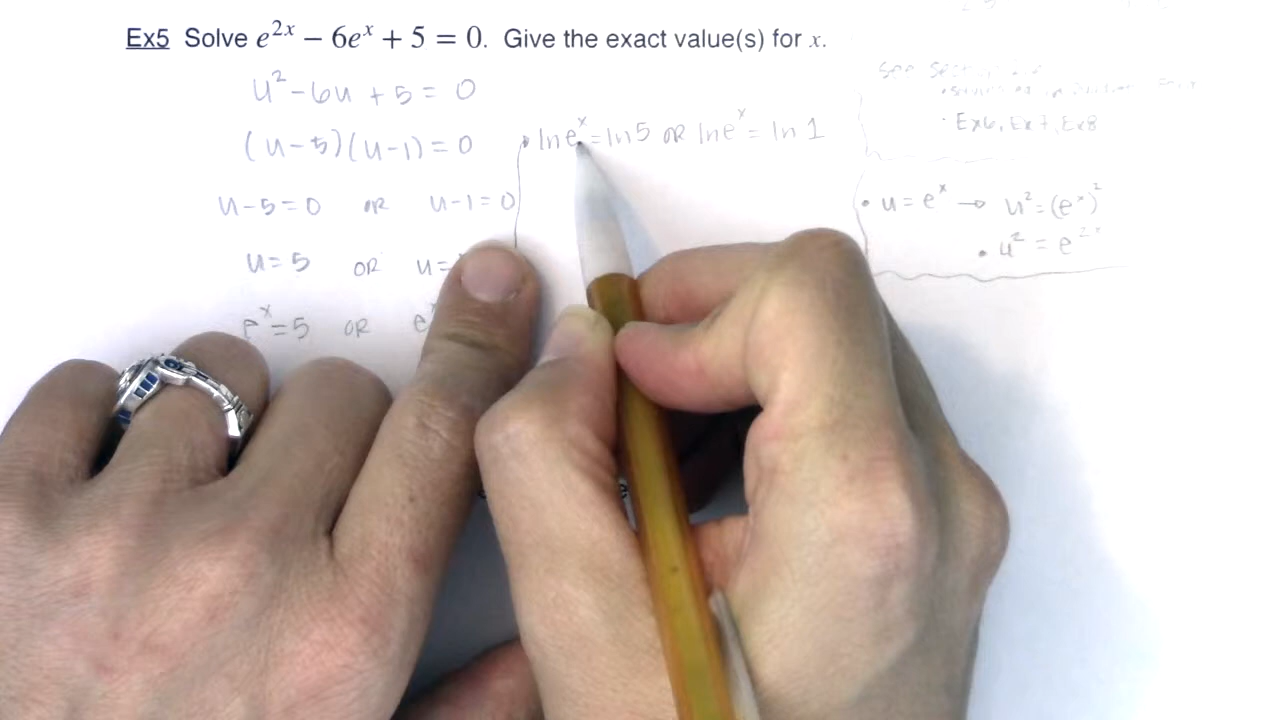 Ex5 Solve e^{2x} − 6e^x + 5 = 0. Give the exact value(s) for x.
u² - 6u + 5 = 0
(u-5)(u-1) = 0
u-5=0 OR u-1=0
u=5 OR u=
e^x=5 OR e^x
• ln e^x = ln 5 OR ln e^x = ln 1
See
• Ex6, Ex7, Ex8
• u = e^x → u² = (e^x)²
• u² = e^{2x}